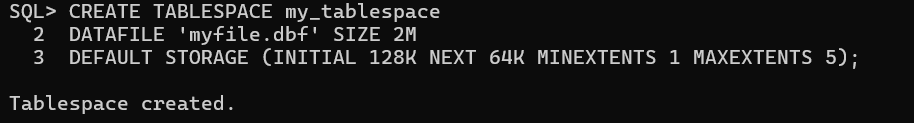 SQL> CREATE TABLESPACE my_tablespace
  2  DATAFILE 'myfile.dbf' SIZE 2M
  3  DEFAULT STORAGE (INITIAL 128K NEXT 64K MINEXTENTS 1 MAXEXTENTS 5);
Tablespace created.